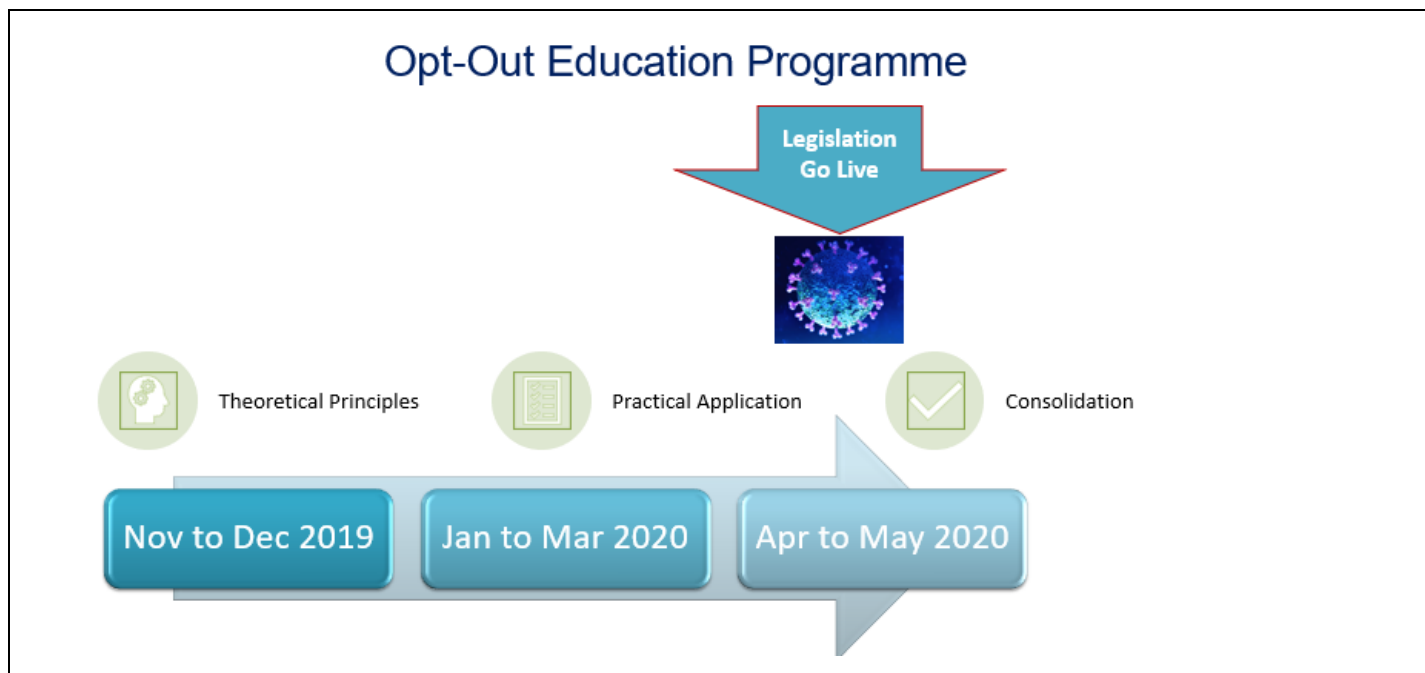 Opt-Out Education Programme
Legislation
Go Live
Theoretical Principles
Practical Application
Consolidation
Nov to Dec 2019
Jan to Mar 2020
Apr to May 2020